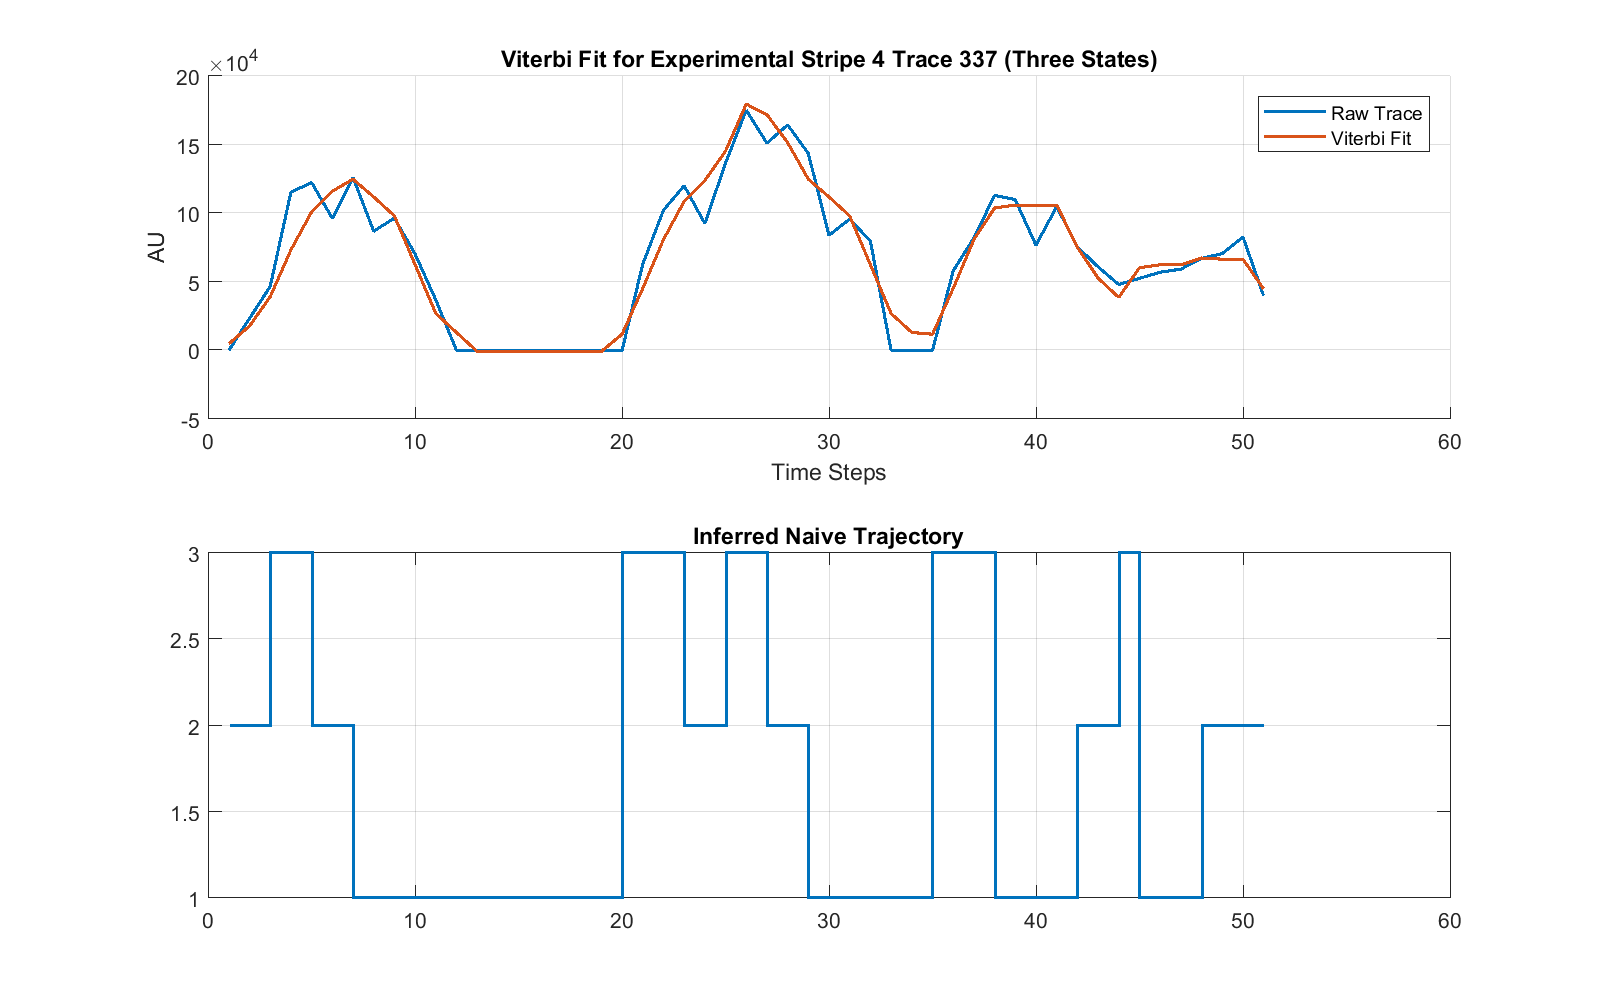 Viterbi Fit for Experimental Stripe 4 Trace 337 (Three States)
×10⁴
20
15
10
5
0
-5
AU
Raw Trace
Viterbi Fit
0 10 20 30 40 50 60
Time Steps
Inferred Naive Trajectory
3
2.5
2
1.5
1
0 10 20 30 40 50 60